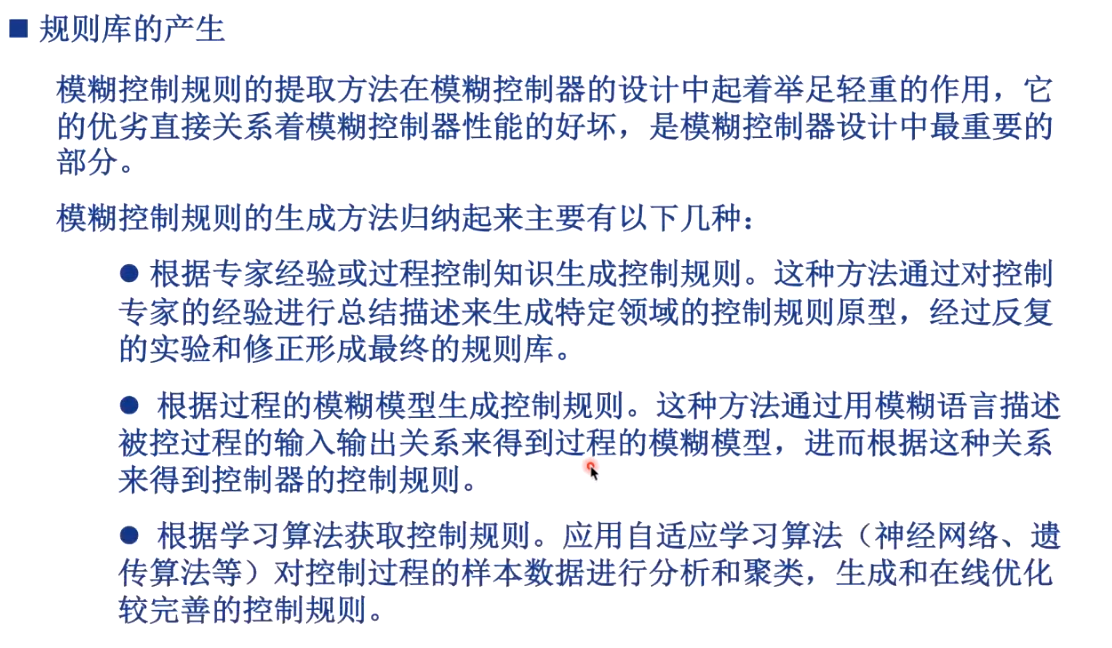 ■ 规则库的产生
模糊控制规则的提取方法在模糊控制器的设计中起着举足轻重的作用，它
的优劣直接关系着模糊控制器性能的好坏，是模糊控制器设计中最重要的
部分。
模糊控制规则的生成方法归纳起来主要有以下几种：
● 根据专家经验或过程控制知识生成控制规则。这种方法通过对控制
专家的经验进行总结描述来生成特定领域的控制规则原型，经过反复
的实验和修正形成最终的规则库。
● 根据过程的模糊模型生成控制规则。这种方法通过用模糊语言描述
被控过程的输入输出关系来得到过程的模糊模型，进而根据这种关系
来得到控制器的控制规则。
● 根据学习算法获取控制规则。应用自适应学习算法（神经网络、遗
传算法等）对控制过程的样本数据进行分析和聚类，生成和在线优化
较完善的控制规则。